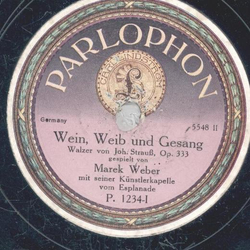 PARLOPHON
Germany
5548 II
Wein, Weib und Gesang
Walzer von Joh. Strauß, Op. 333
gespielt von
Marek Weber
mit seiner Künstlerkapelle
vom Esplanade
P. 1234-I